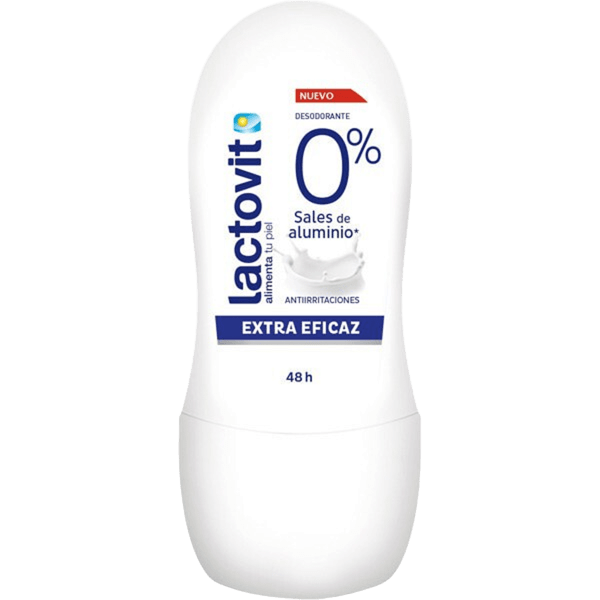 lactovit
alimenta tu piel
NUEVO
DESODORANTE
0%
Sales de
aluminio*
ANTIIRRITACIONES
EXTRA EFICAZ
48 h